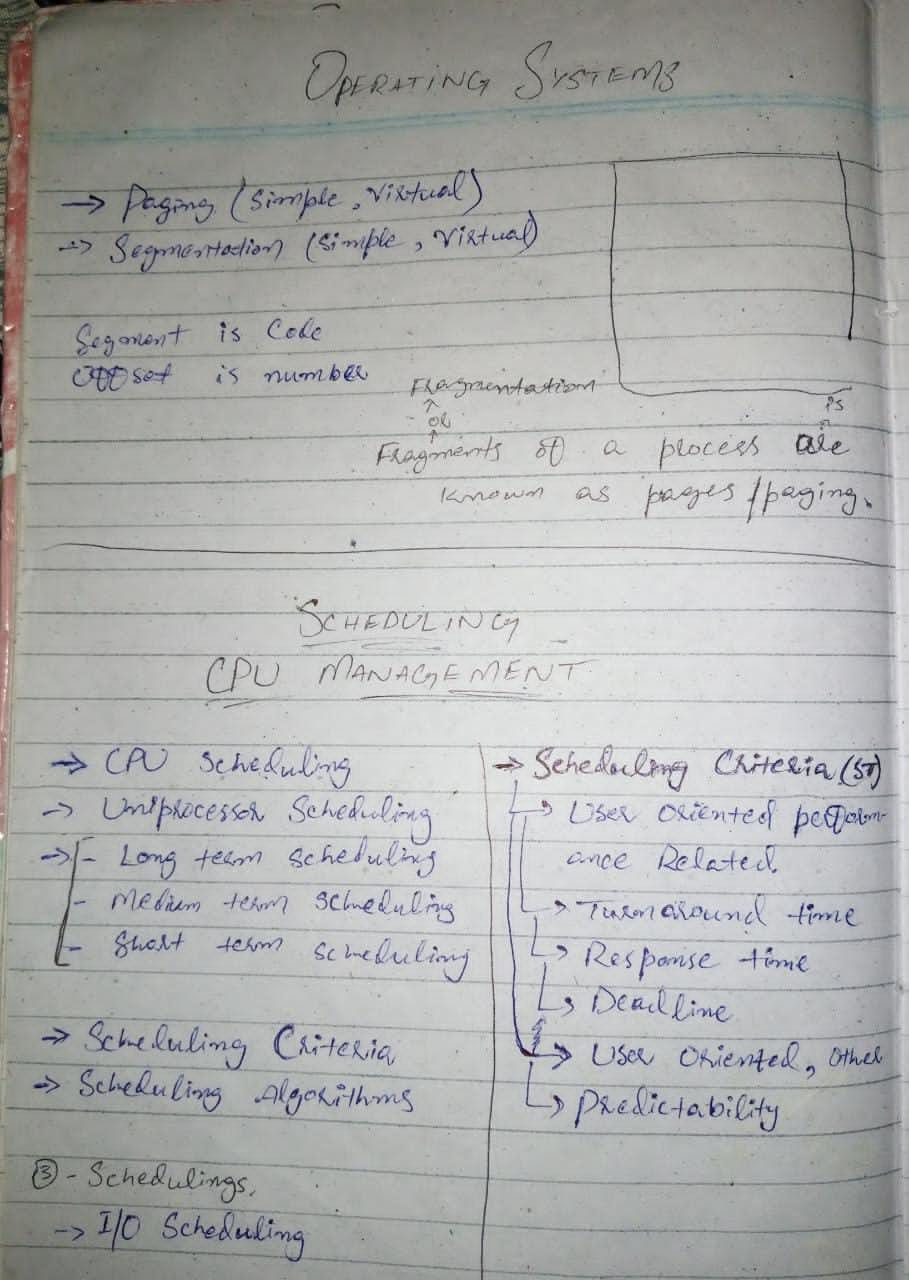 OPERATING SYSTEMS
→ Paging (Simple, Virtual)
→ Segmentation (Simple, Virtual)
Segment is Code
Offset is number
Fragmentation
↑
or
↑
is
↑
Fragments of a process are
known as pages/paging.
SCHEDULING
CPU MANAGEMENT
→ CPU Scheduling
→ Uniprocessor Scheduling
→ - Long term scheduling
- Medium term scheduling
- Short term scheduling
→ Scheduling Criteria
→ Scheduling Algorithms
③ - Schedulings.
→ I/O Scheduling
→ Scheduling Criteria (ST)
→ User Oriented perform-
ance Related
→ Turnaround time
→ Response time
→ Deadline
→ User Oriented, other
→ Predictability